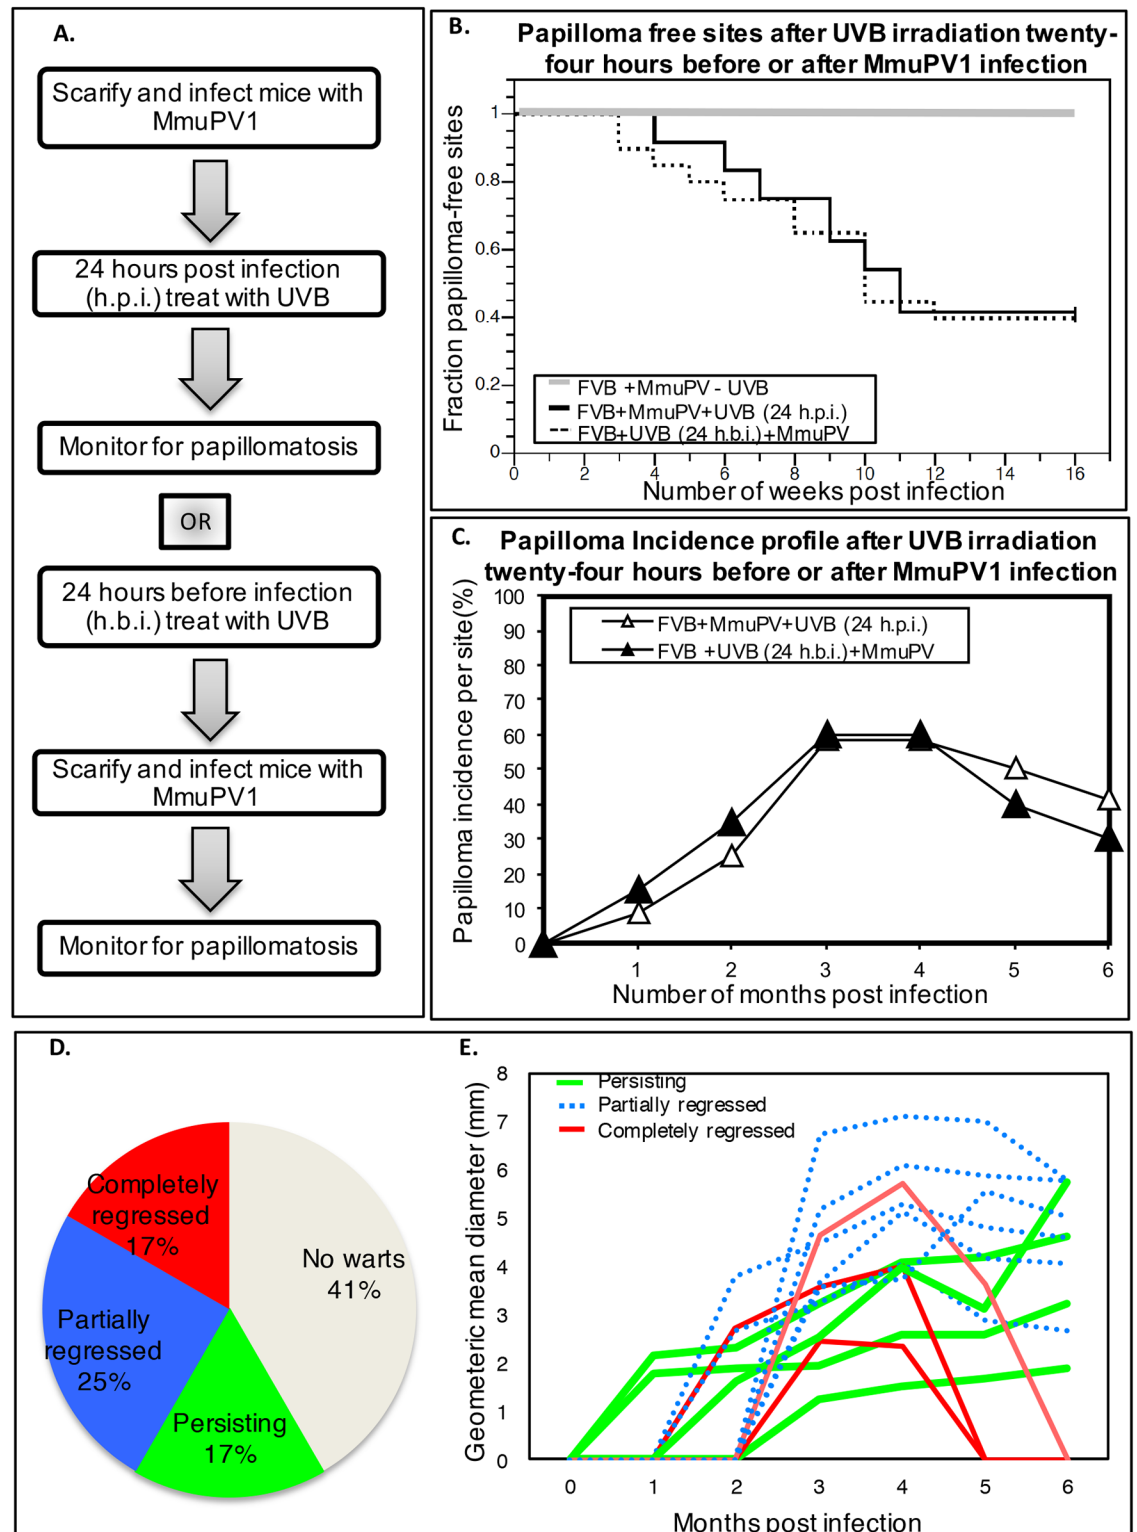 A.
Scarify and infect mice with
MmuPV1
24 hours post infection
(h.p.i.) treat with UVB
Monitor for papillomatosis
OR
24 hours before infection
(h.b.i.) treat with UVB
Scarify and infect mice with
MmuPV1
Monitor for papillomatosis
B.
Papilloma free sites after UVB irradiation twenty-
four hours before or after MmuPV1 infection
Fraction papilloma-free sites
1
0.8
0.6
0.4
0.2
0
FVB +MmuPV - UVB
FVB+MmuPV+UVB (24 h.p.i.)
FVB+UVB (24 h.b.i.)+MmuPV
0 2 4 6 8 10 12 14 16
Number of weeks post infection
C.
Papilloma Incidence profile after UVB irradiation
twenty-four hours before or after MmuPV1 infection
Papilloma incidence per site(%)
100
90
80
70
60
50
40
30
20
10
0
FVB+MmuPV+UVB (24 h.p.i.)
FVB +UVB (24 h.b.i.)+MmuPV
1 2 3 4 5 6
Number of months post infection
D.
Completely
regressed
17%
No warts
41%
Partially
regressed
25%
Persisting
17%
E.
Geometeric mean diameter (mm)
8
7
6
5
4
3
2
1
0
Persisting
Partially regressed
Completely regressed
0 1 2 3 4 5 6
Months post infection